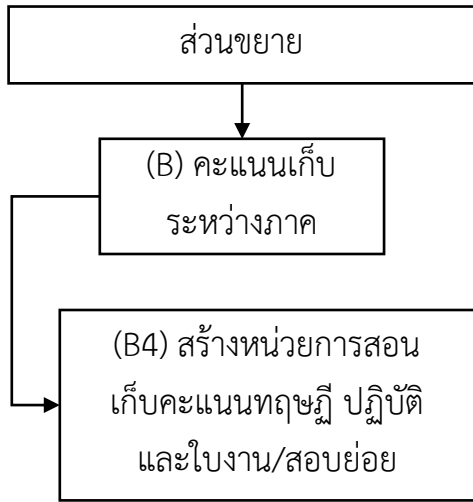 ส่วนขยาย
(B) คะแนนเก็บ
ระหว่างภาค
(B4) สร้างหน่วยการสอน
เก็บคะแนนทฤษฎี ปฏิบัติ
และใบงาน/สอบย่อย